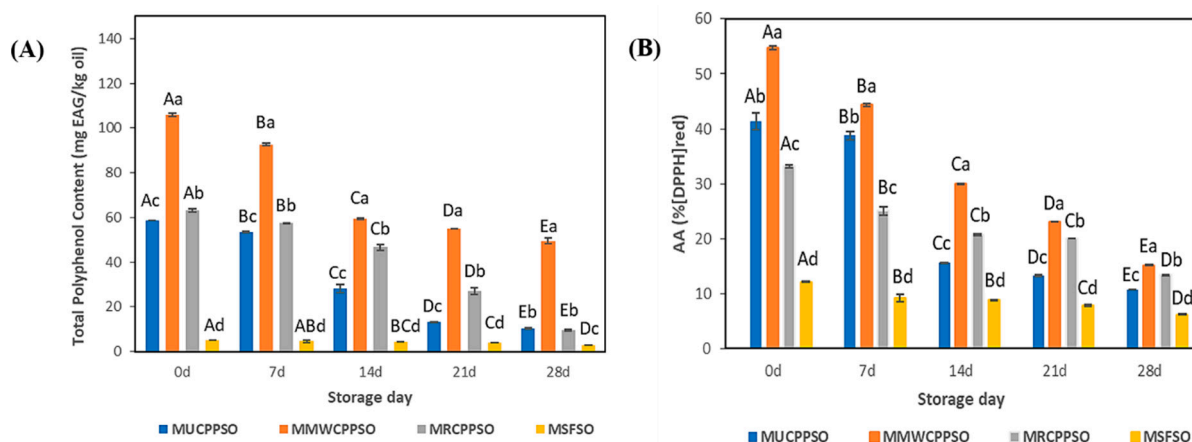 (A)
Total Polyphenol Content (mg EAG/kg oil)
140
120
100
80
60
40
20
0
Ac
Aa
Ab
Ad
Bc
Ba
Bb
ABd
Cc
Ca
Cb
BCd
Dc
Da
Db
Cd
Eb
Ea
Eb
Dc
0d 7d 14d 21d 28d
Storage day
MUCPPSO MMWCPPSO MRCPPSO MSFSO
(B)
AA (%[DPPH]red)
60
50
40
30
20
10
0
Ab
Aa
Ac
Ad
Bb
Ba
Bc
Bd
Cc
Ca
Cb
Bd
Dc
Da
Cb
Cd
Ec
Ea
Db
Dd
0d 7d 14d 21d 28d
Storage day
MUCPPSO MMWCPPSO MRCPPSO MSFSO